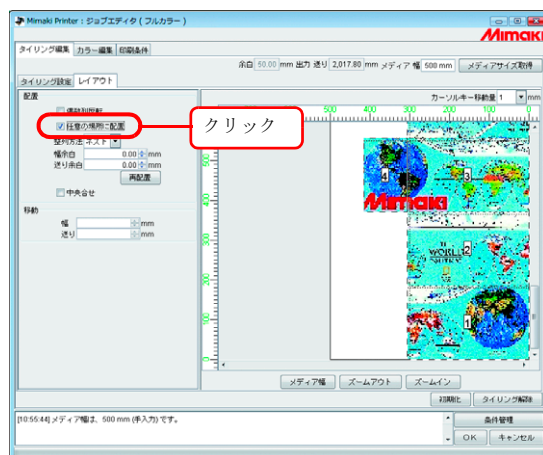 Mimaki Printer : ジョブエディタ ( フルカラー )
Mimaki
タイリング編集 カラー編集 印刷条件
余白 50.00 mm 出力 送り 2,017.80 mm メディア 幅 500 mm メディアサイズ取得
タイリング設定 レイアウト
配置
カーソルキー移動量 1 mm
任意の場所に配置
クリック
整列方法 ネスト
幅余白 0.00 mm
送り余白 0.00 mm
再配置
中央合せ
移動
幅 mm
送り mm
500 400 300 200 100 0
4
3
Mimaki
WORLD
2
1
メディア幅 ズームアウト ズームイン
初期化 タイリング解除
[10:55:44] メディア幅は、500 mm (手入力) です。
条件管理
OK キャンセル